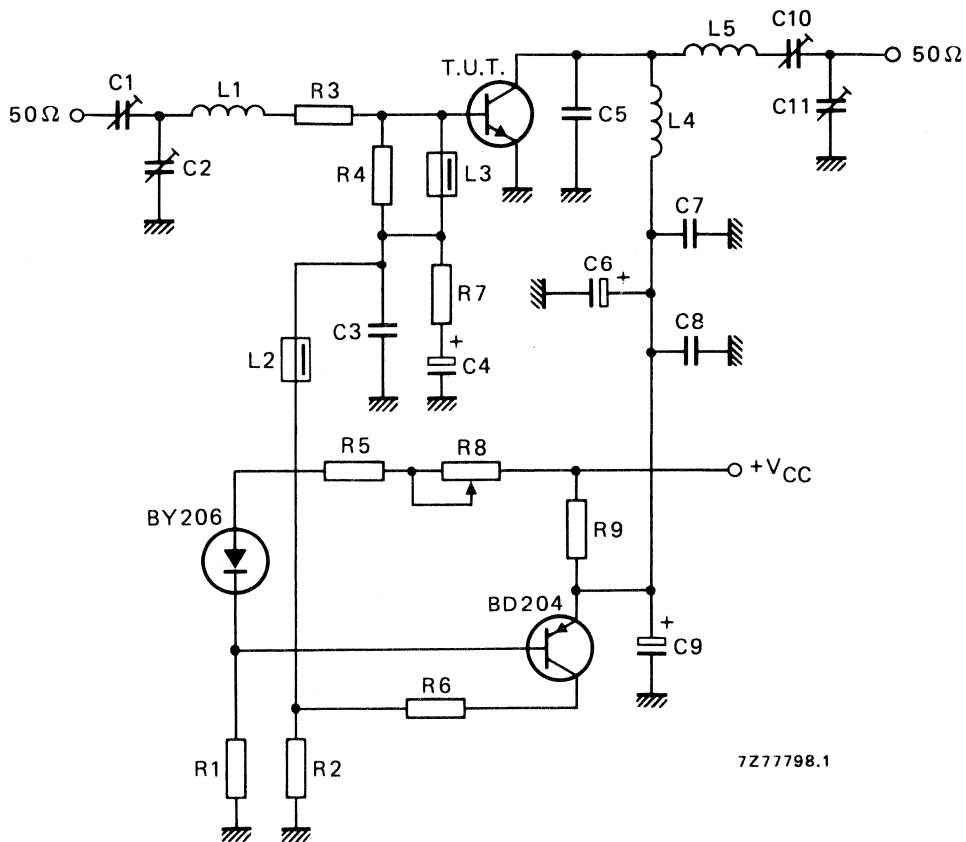 C10
L5
T.U.T.
50Ω
C1
L1
R3
50Ω
C11
C5
L4
C2
R4
L3
C7
C6
+
R7
C3
C8
+
L2
C4
R5
R8
+VCC
BY206
R9
BD204
+
C9
R6
R1
R2
7Z77798.1